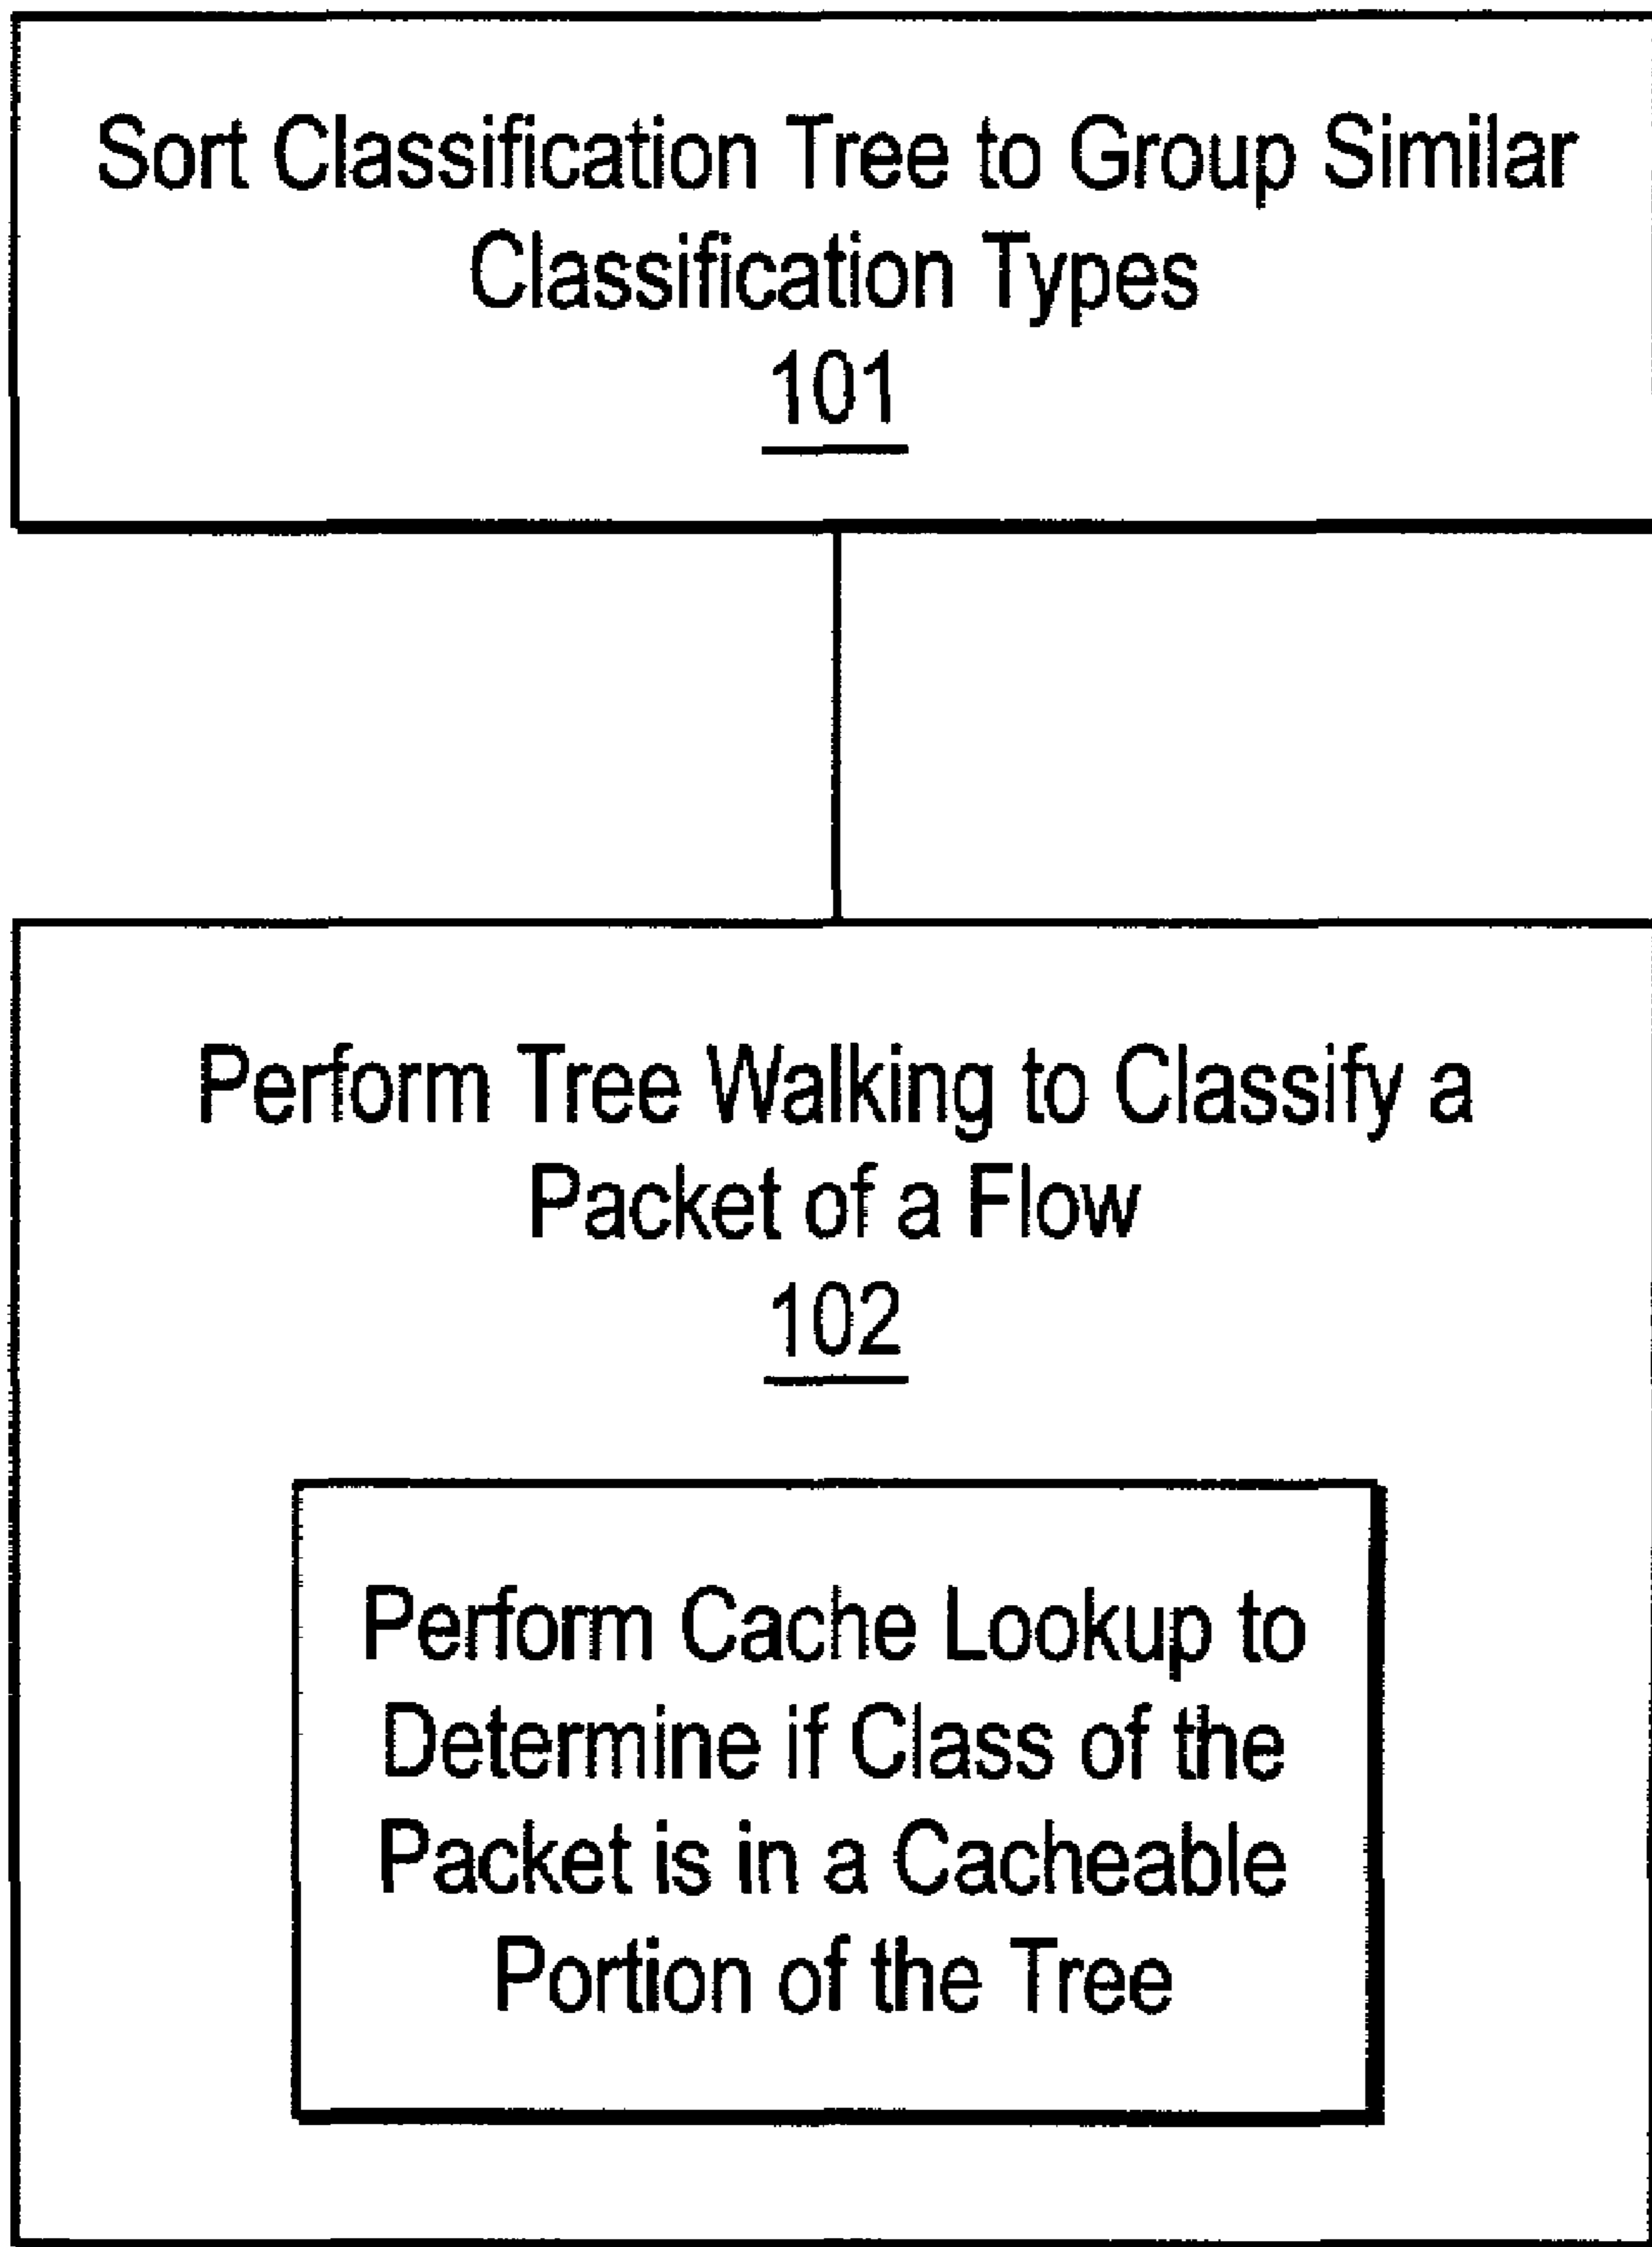 Sort Classification Tree to Group Similar
Classification Types
101
Perform Tree Walking to Classify a
Packet of a Flow
102
Perform Cache Lookup to
Determine if Class of the
Packet is in a Cacheable
Portion of the Tree